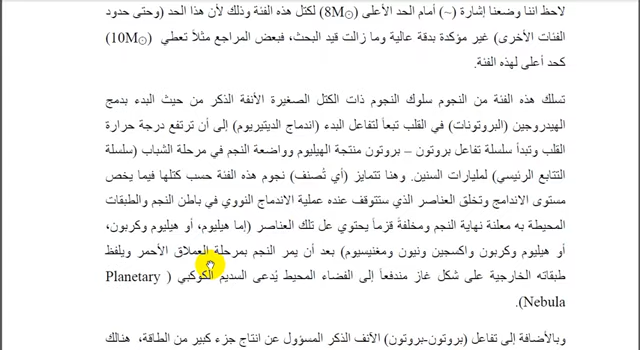 لاحظ اننا وضعنا إشارة (~) أمام الحد الأعلى (8M☉) لكتل هذه الفئة وذلك لأن هذا الحد (وحتى حدود
الفئات الأخرى) غير مؤكدة بدقة عالية وما زالت قيد البحث، فبعض المراجع مثلاً تعطي (10M☉)
كحد أعلى لهذه الفئة.
تسلك هذه الفئة من النجوم سلوك النجوم ذات الكتل الصغيرة الآنفة الذكر من حيث البدء بدمج
الهيدروجين (البروتونات) في القلب تبعاً لتفاعل البدء (اندماج الديتيريوم) إلى أن ترتفع درجة حرارة
القلب وتبدأ سلسلة تفاعل بروتون – بروتون منتجة الهيليوم وواضعة النجم في مرحلة الشباب (سلسلة
التتابع الرئيسي) لمليارات السنين. وهنا تتمايز (أي تُصنف) نجوم هذه الفئة حسب كتلها فيما يخص
مستوى الاندامج وتخلق العناصر الذي ستتوقف عنده عملية الاندماج النووي في باطن النجم والطبقات
المحيطة به معلنة نهاية النجم ومخلفةً قزماً يحتوي عل تلك العناصر (إما هيليوم، أو هيليوم وكربون،
أو هيليوم وكربون واكسجين ونيون ومغنيسيوم) بعد أن يمر النجم بمرحلة العملاق الأحمر ويلفظ
طبقاته الخارجية على شكل غاز مندفعاً إلى الفضاء المحيط يُدعى السديم الكوكبي ( Planetary
Nebula).
وبالأضافة إلى تفاعل (بروتون-بروتون) الآنف الذكر المسؤول عن انتاج جزء كبير من الطاقة، هنالك